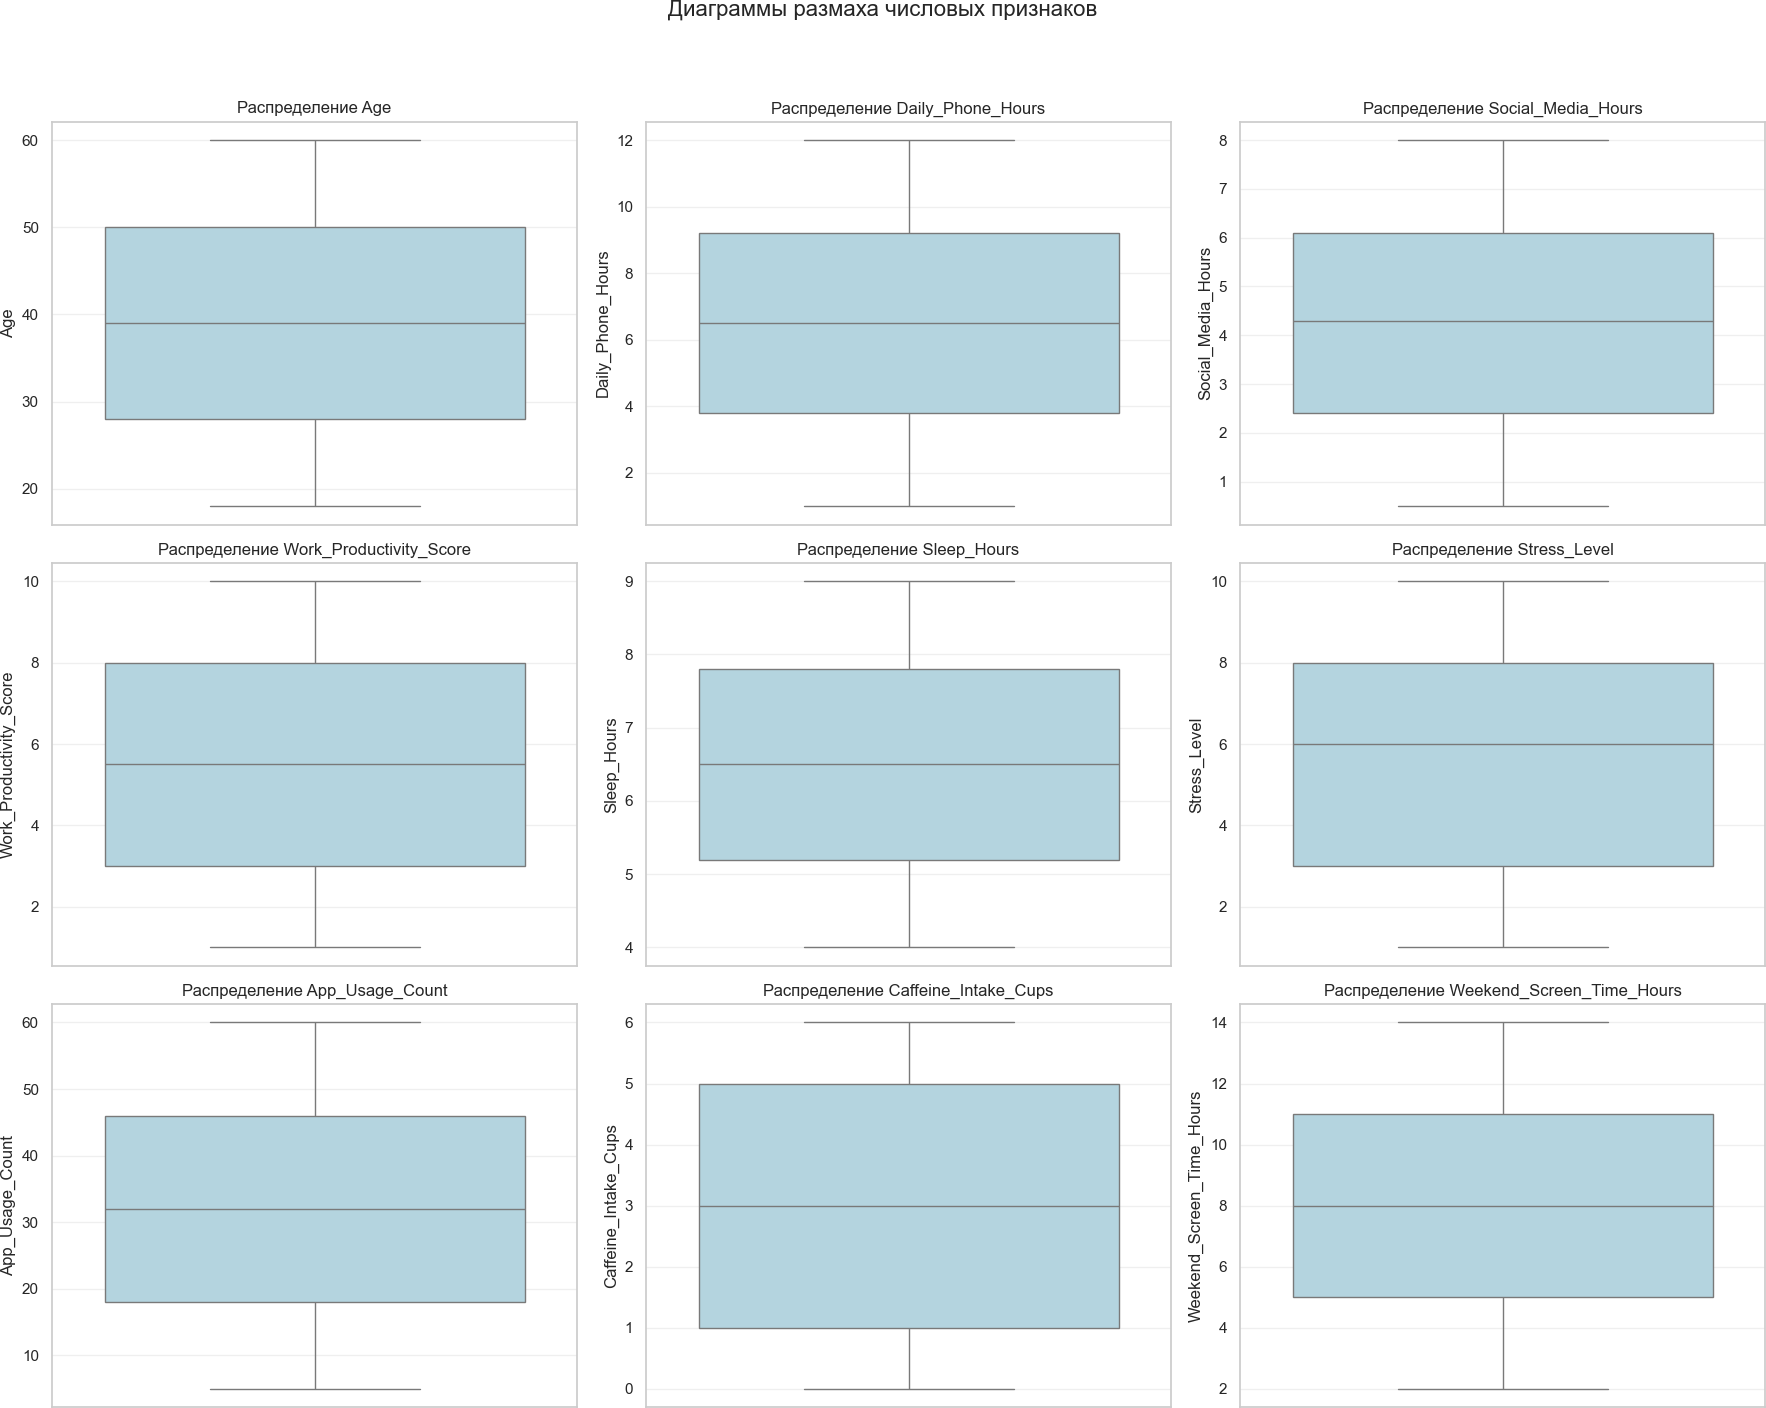 Диаграммы размаха числовых признаков
Распределение Age
Age
60
50
40
30
20
Распределение Daily_Phone_Hours
Daily_Phone_Hours
12
10
8
6
4
2
Распределение Social_Media_Hours
Social_Media_Hours
8
7
6
5
4
3
2
1
Распределение Work_Productivity_Score
Work_Productivity_Score
10
8
6
4
2
Распределение Sleep_Hours
Sleep_Hours
9
8
7
6
5
4
Распределение Stress_Level
Stress_Level
10
8
6
4
2
Распределение App_Usage_Count
App_Usage_Count
60
50
40
30
20
10
Распределение Caffeine_Intake_Cups
Caffeine_Intake_Cups
6
5
4
3
2
1
0
Распределение Weekend_Screen_Time_Hours
Weekend_Screen_Time_Hours
14
12
10
8
6
4
2